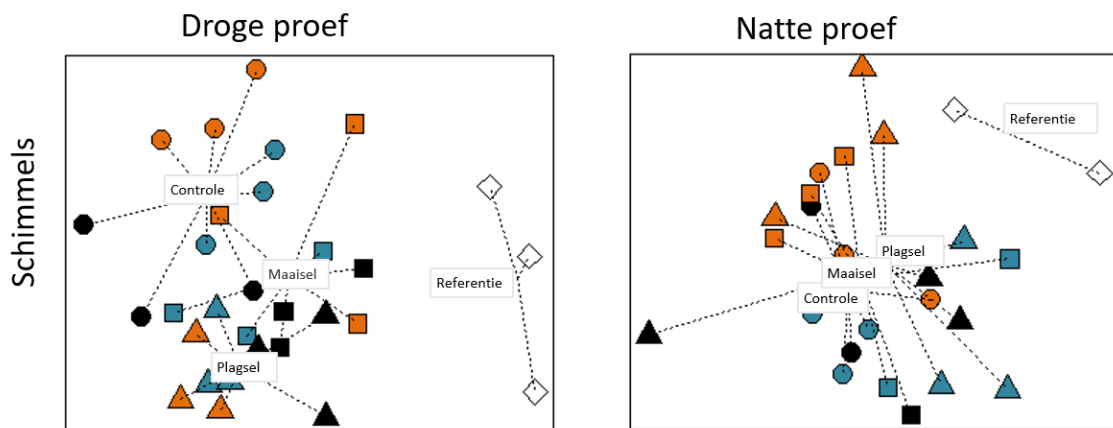 Droge proef
Natte proef
Schimmels
Controle
Maaisel
Referentie
Plagsel
Referentie
Plagsel
Maaisel
Controle